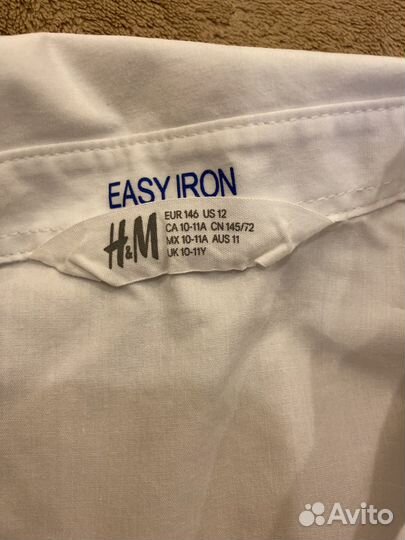 EASY IRON
H&M
EUR 146 US 12
CA 10-11A CN 145/72
MX 10-11A AUS 11
UK 10-11Y
Avito